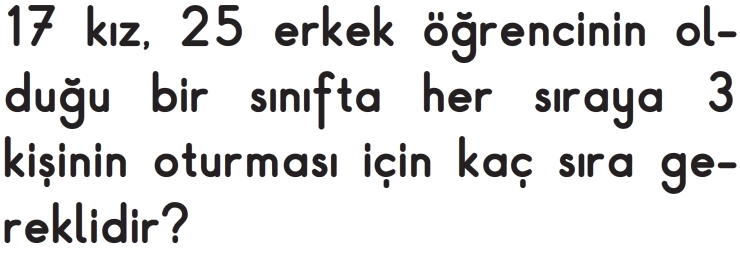 17 kız, 25 erkek öğrencinin ol-
duğu bir sınıfta her sıraya 3
kişinin oturması için kaç sıra ge-
reklidir?